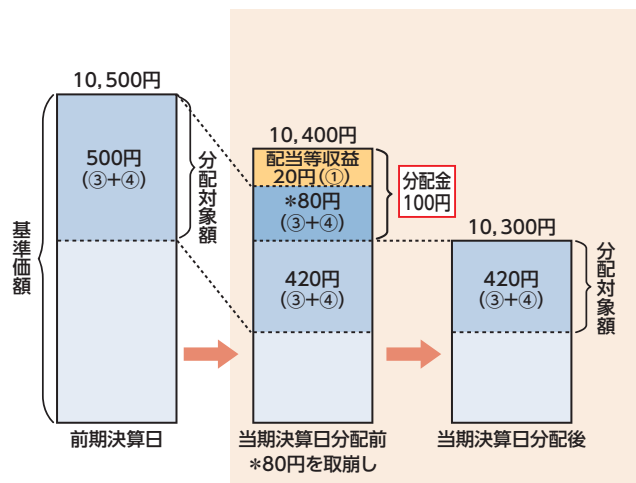 10,500円
500円
(③+④)
分配対象額
基準価額
前期決算日
10,400円
配当等収益
20円(①)
*80円
(③+④)
420円
(③+④)
分配金
100円
当期決算日分配前
*80円を取崩し
10,300円
420円
(③+④)
分配対象額
当期決算日分配後